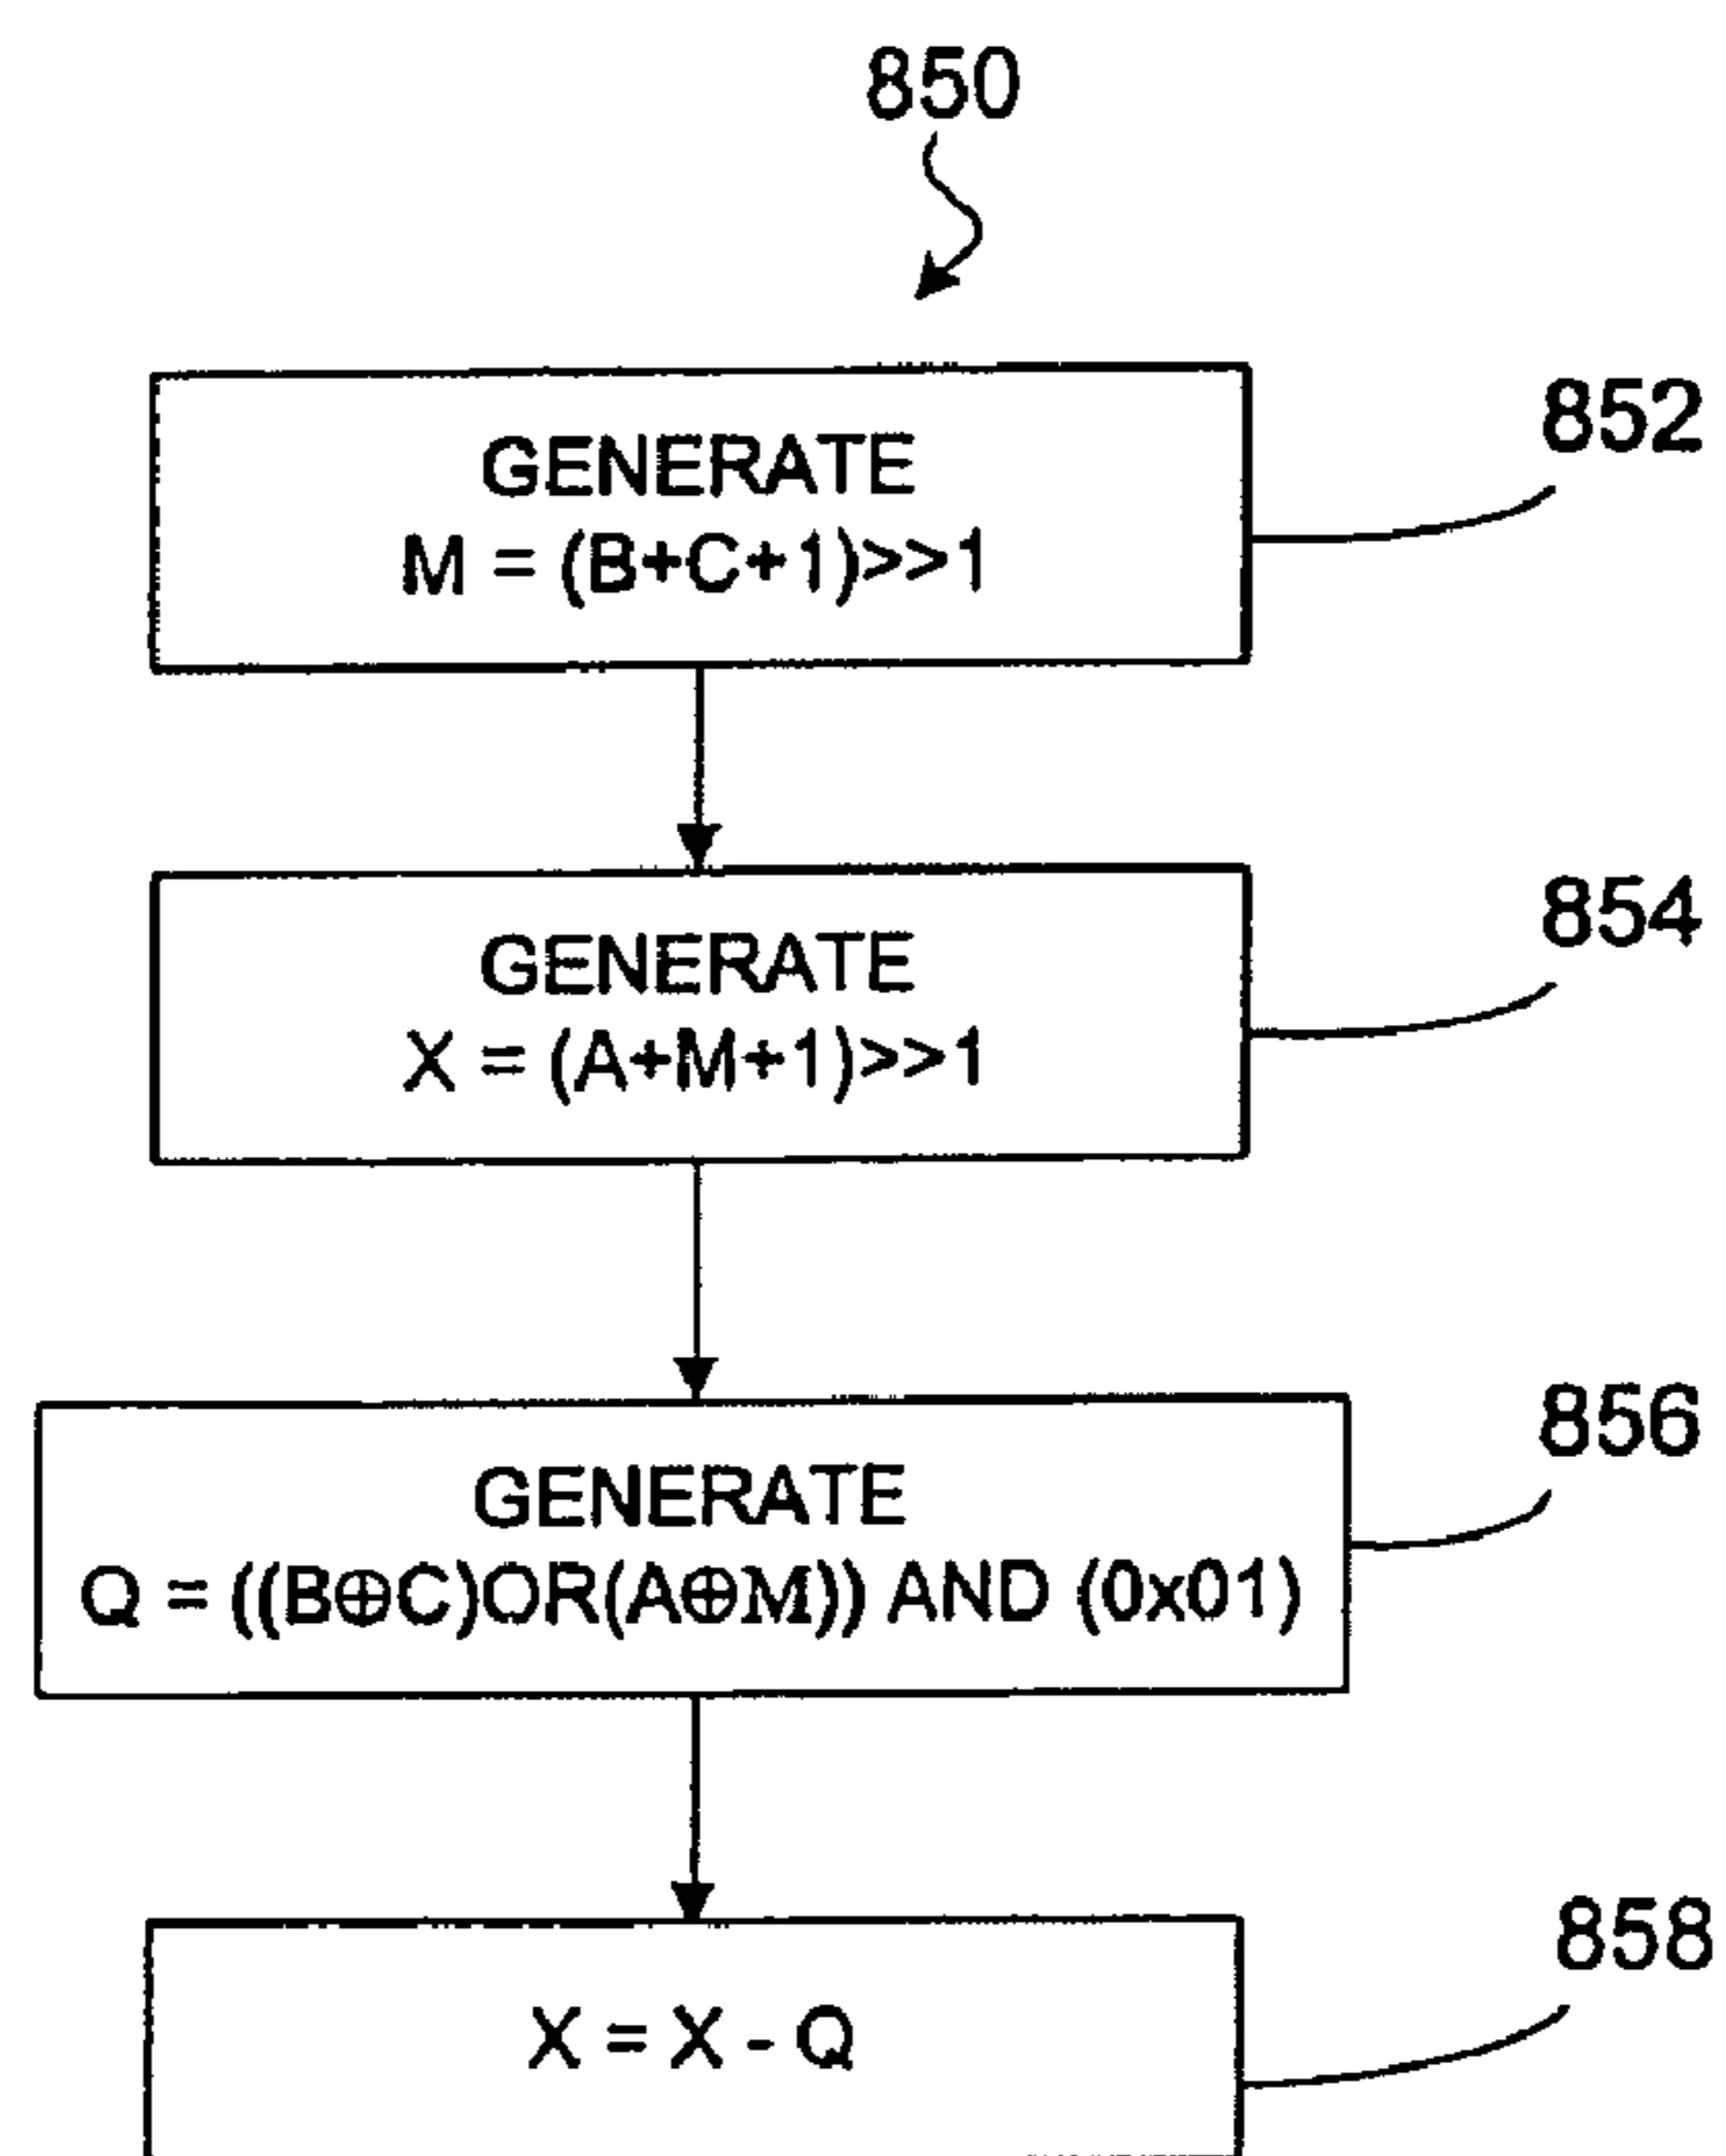 850
GENERATE
M = (B+C+1)>>1
852
GENERATE
X = (A+M+1)>>1
854
GENERATE
Q = ((B⊕C)OR(A⊕M)) AND (0x01)
856
X = X - Q
858